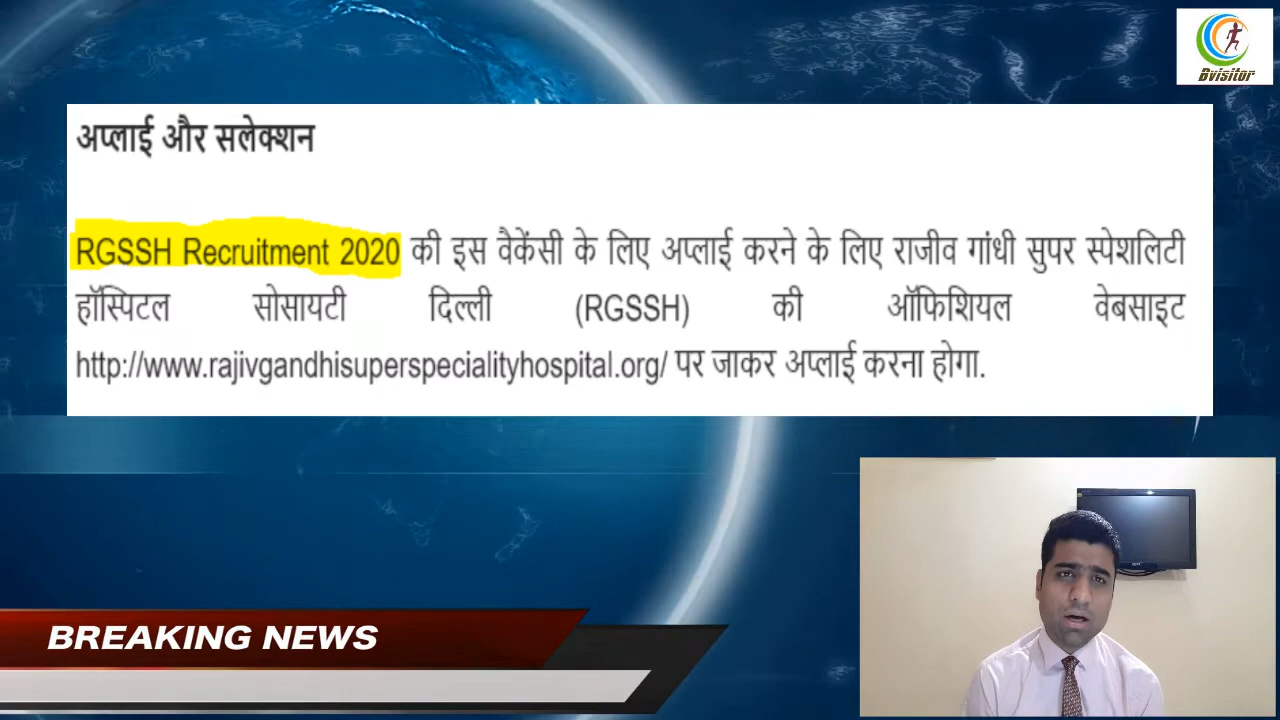 Bvisitor
अप्लाई और सलेक्शन
RGSSH Recruitment 2020 की इस वैकेंसी के लिए अप्लाई करने के लिए राजीव गांधी सुपर स्पेशलिटी
हॉस्पिटल सोसायटी दिल्ली (RGSSH) की ऑफिशियल वेबसाइट
http://www.rajivgandhisuperspecialityhospital.org/ पर जाकर अप्लाई करना होगा.
BREAKING NEWS